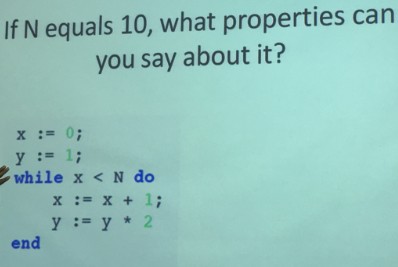 If N equals 10, what properties can
you say about it?
x := 0;
y := 1;
while x < N do
x := x + 1;
y := y * 2
end